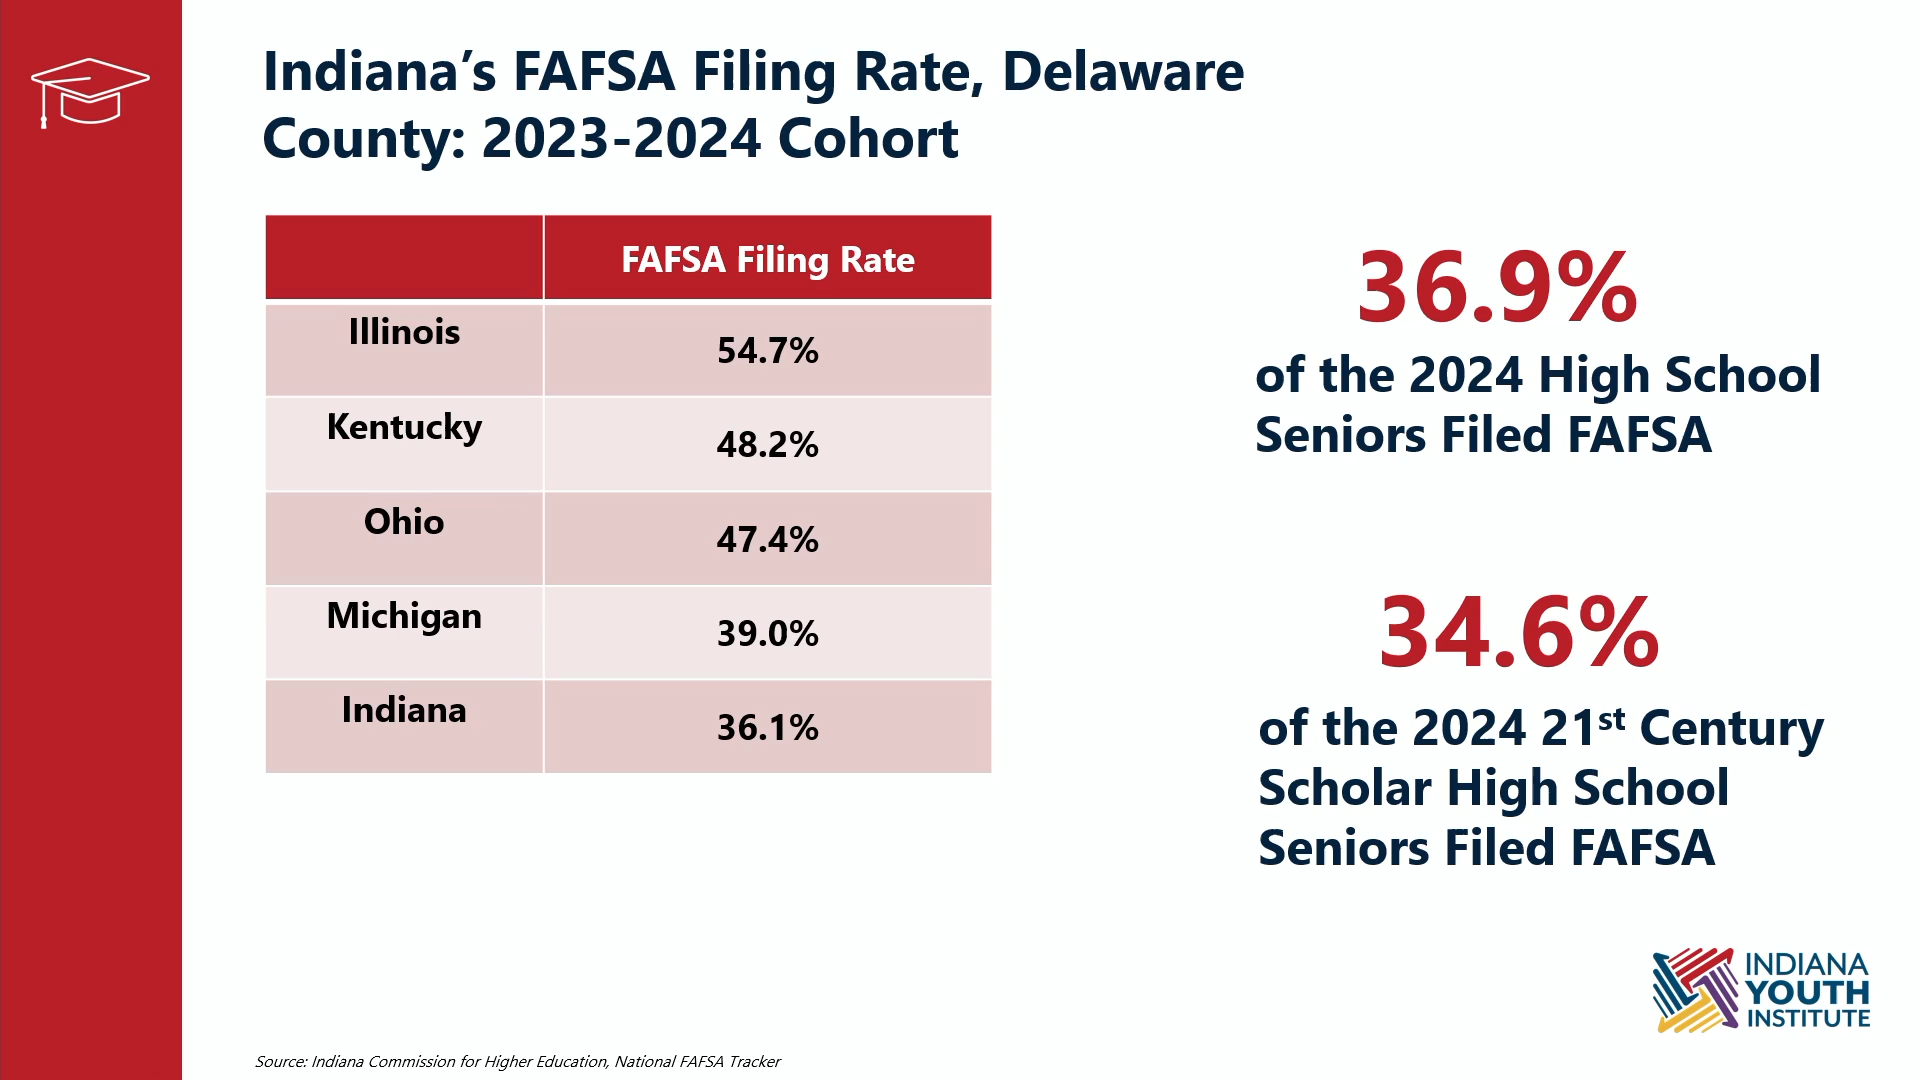 Indiana’s FAFSA Filing Rate, Delaware
County: 2023-2024 Cohort
FAFSA Filing Rate
Illinois 54.7%
Kentucky 48.2%
Ohio 47.4%
Michigan 39.0%
Indiana 36.1%
36.9%
of the 2024 High School
Seniors Filed FAFSA
34.6%
of the 2024 21st Century
Scholar High School
Seniors Filed FAFSA
INDIANA
YOUTH
INSTITUTE
Source: Indiana Commission for Higher Education, National FAFSA Tracker